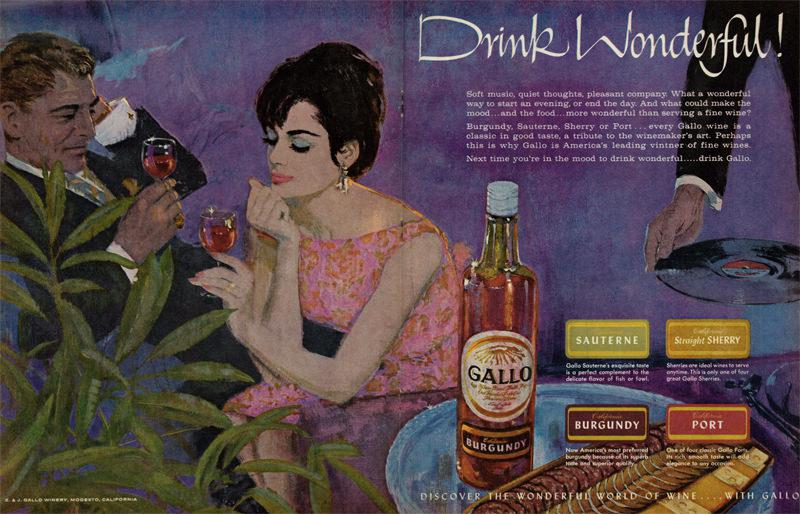 Drink Wonderful!
Soft music, quiet thoughts, pleasant company. What a wonderful
way to start an evening, or end the day. And what could make the
mood...and the food...more wonderful than serving a fine wine?
Burgundy, Sauterne, Sherry or Port...every Gallo wine is a
classic in good taste, a tribute to the winemaker's art. Perhaps
this is why Gallo is America's leading vintner of fine wines.
Next time you're in the mood to drink wonderful.....drink Gallo.
SAUTERNE
Gallo Sauterne's exquisite taste
is a perfect complement to the
delicate flavor of fish or fowl.
California
Straight SHERRY
Sherries are ideal wines to serve
anytime. This is only one of four
great Gallo Sherries.
GALLO
California
BURGUNDY
California
BURGUNDY
Now America's most preferred
burgundy because of its superb
taste and superior quality.
California
PORT
One of four classic Gallo Ports.
Its rich, smooth taste will add
elegance to any occasion.
E. & J. GALLO WINERY, MODESTO, CALIFORNIA
DISCOVER THE WONDERFUL WORLD OF WINE....WITH GALLO